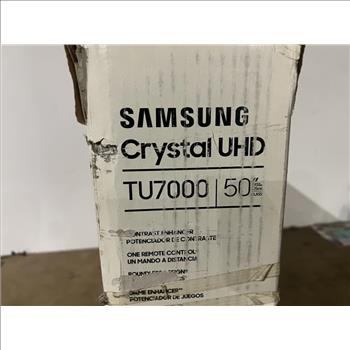 SAMSUNG
Crystal UHD
TU7000 | 50"
CONTRAST ENHANCER
POTENCIADOR DE CONTRASTE
ONE REMOTE CONTROL
UN MANDO A DISTANCIA
GAME ENHANCER™
POTENCIADOR DE JUEGOS